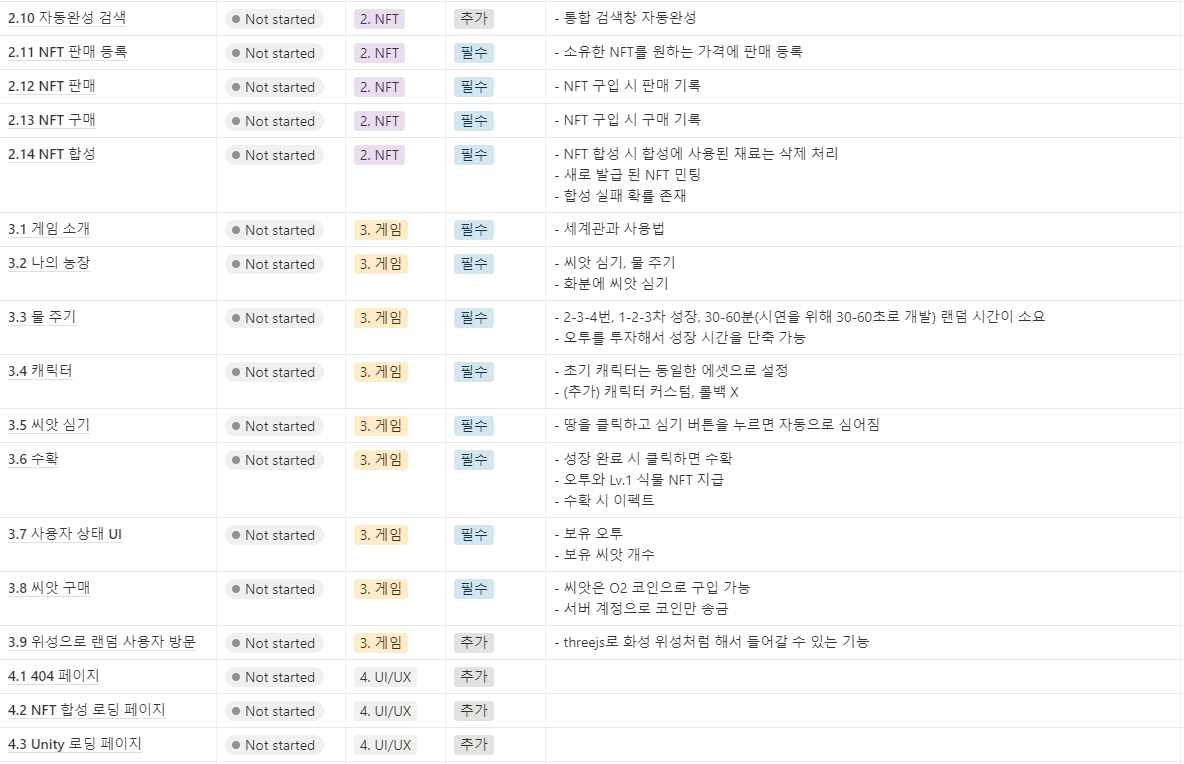 2.10 자동완성 검색 Not started 2. NFT 추가 - 통합 검색창 자동완성
2.11 NFT 판매 등록 Not started 2. NFT 필수 - 소유한 NFT를 원하는 가격에 판매 등록
2.12 NFT 판매 Not started 2. NFT 필수 - NFT 구입 시 판매 기록
2.13 NFT 구매 Not started 2. NFT 필수 - NFT 구입 시 구매 기록
2.14 NFT 합성 Not started 2. NFT 필수 - NFT 합성 시 합성에 사용된 재료는 삭제 처리
- 새로 발급 된 NFT 민팅
- 합성 실패 확률 존재
3.1 게임 소개 Not started 3. 게임 필수 - 세계관과 사용법
3.2 나의 농장 Not started 3. 게임 필수 - 씨앗 심기, 물 주기
- 화분에 씨앗 심기
3.3 물 주기 Not started 3. 게임 필수 - 2-3-4번, 1-2-3차 성장, 30-60분(시연을 위해 30-60초로 개발) 랜덤 시간이 소요
- 오투를 투자해서 성장 시간을 단축 가능
3.4 캐릭터 Not started 3. 게임 필수 - 초기 캐릭터는 동일한 에셋으로 설정
- (추가) 캐릭터 커스텀, 롤백 X
3.5 씨앗 심기 Not started 3. 게임 필수 - 땅을 클릭하고 심기 버튼을 누르면 자동으로 심어짐
3.6 수확 Not started 3. 게임 필수 - 성장 완료 시 클릭하면 수확
- 오투와 Lv.1 식물 NFT 지급
- 수확 시 이펙트
3.7 사용자 상태 UI Not started 3. 게임 필수 - 보유 오투
- 보유 씨앗 개수
3.8 씨앗 구매 Not started 3. 게임 필수 - 씨앗은 O2 코인으로 구입 가능
- 서버 계정으로 코인만 송금
3.9 위성으로 랜덤 사용자 방문 Not started 3. 게임 추가 - threejs로 화성 위성처럼 해서 들어갈 수 있는 기능
4.1 404 페이지 Not started 4. UI/UX 추가
4.2 NFT 합성 로딩 페이지 Not started 4. UI/UX 추가
4.3 Unity 로딩 페이지 Not started 4. UI/UX 추가